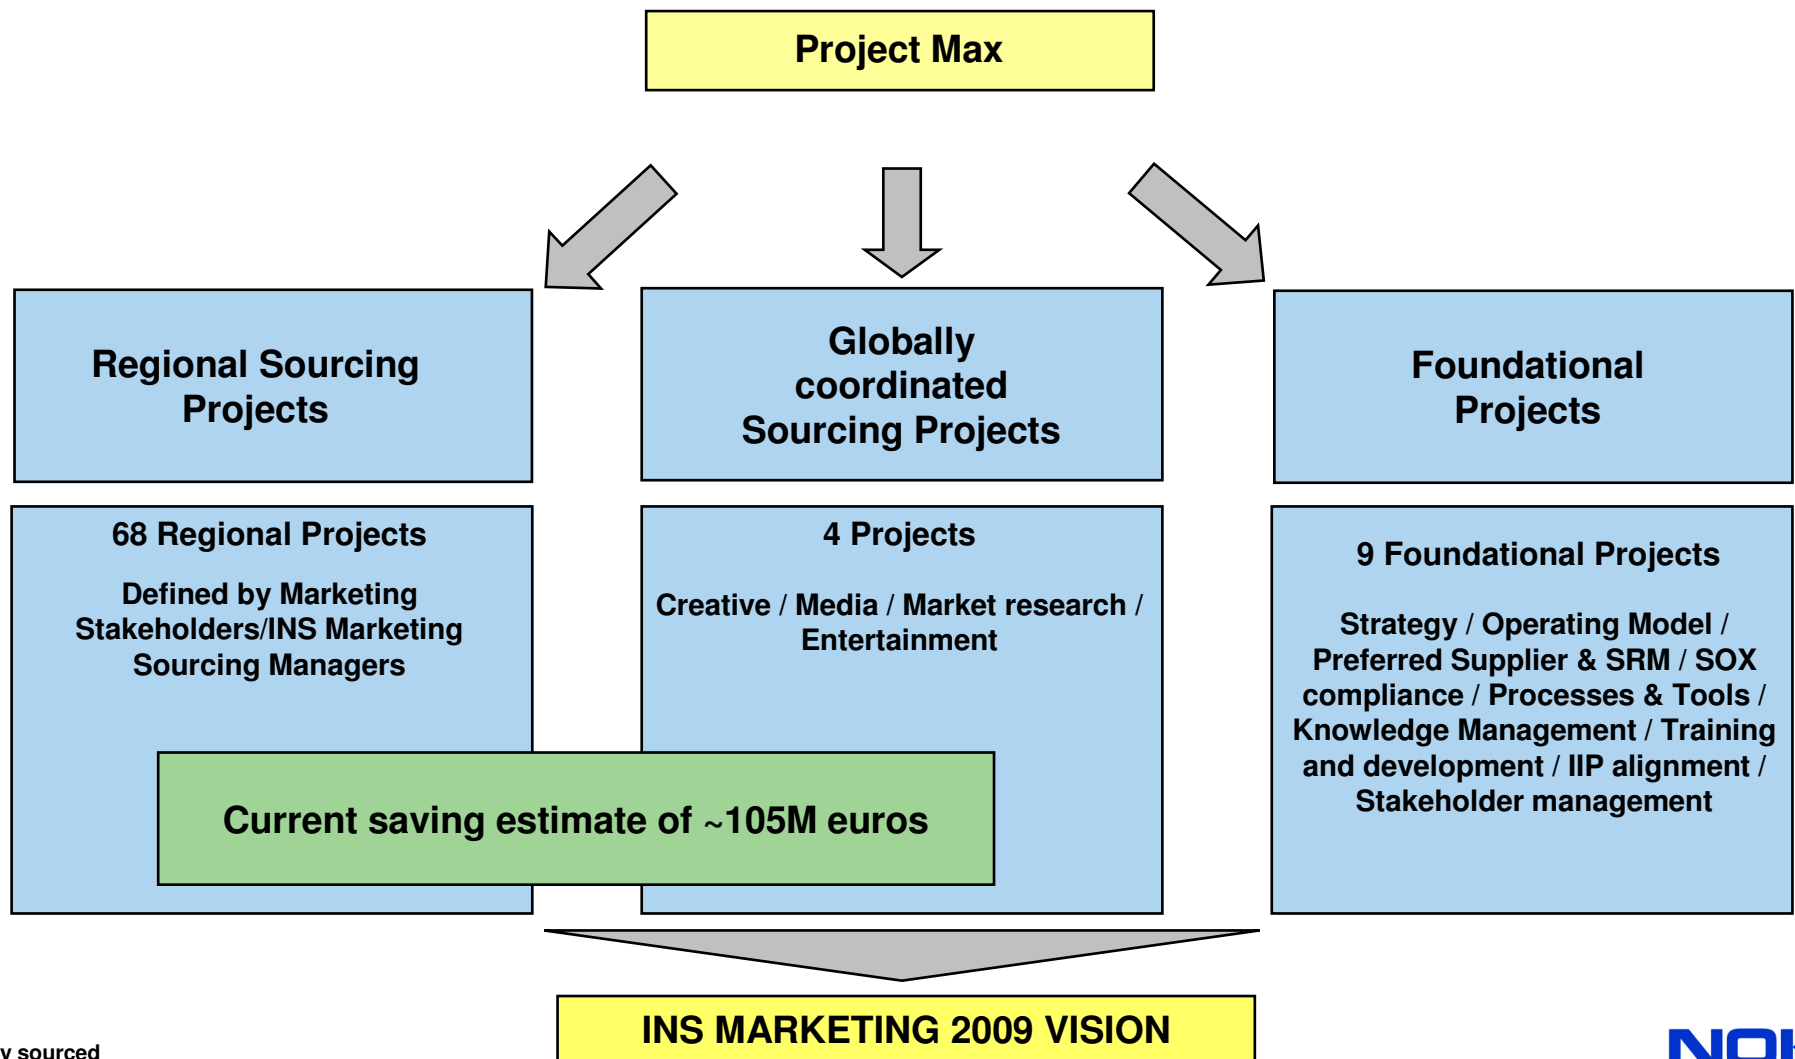 Project Max
Regional Sourcing
Projects
Globally
coordinated
Sourcing Projects
Foundational
Projects
68 Regional Projects
Defined by Marketing
Stakeholders/INS Marketing
Sourcing Managers
4 Projects
Creative / Media / Market research /
Entertainment
9 Foundational Projects
Strategy / Operating Model /
Preferred Supplier & SRM / SOX
compliance / Processes & Tools /
Knowledge Management / Training
and development / IIP alignment /
Stakeholder management
Current saving estimate of ~105M euros
INS MARKETING 2009 VISION
sourced